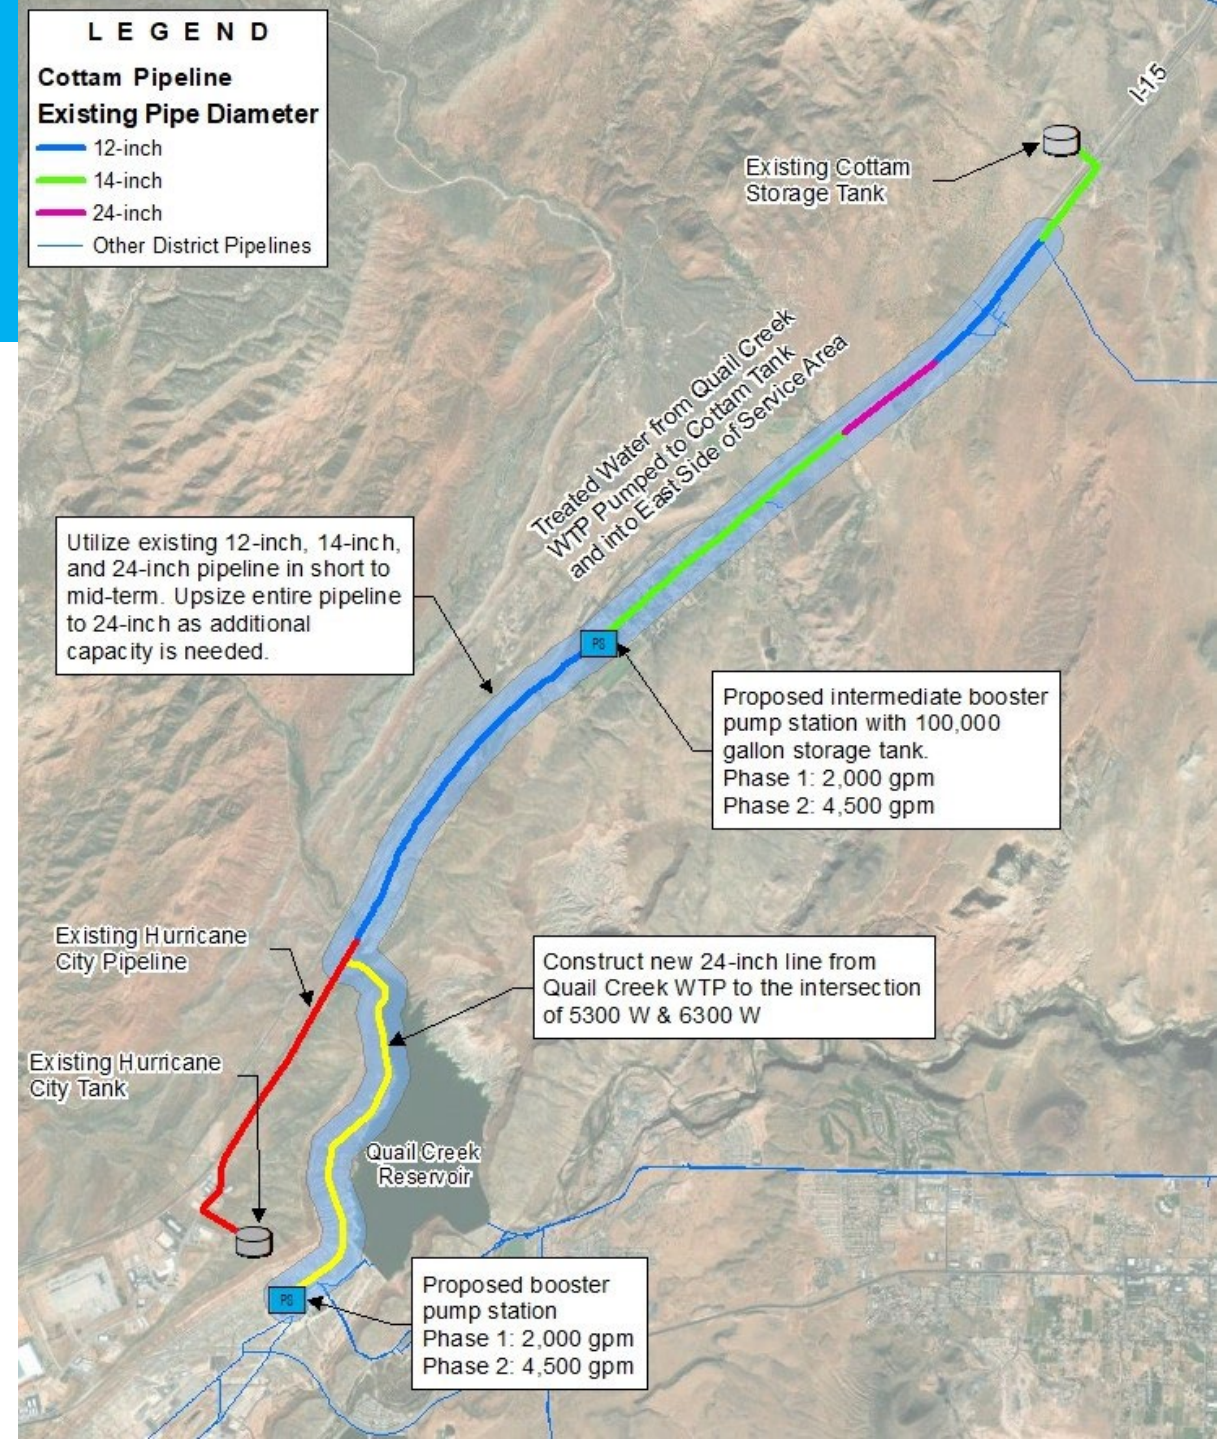 L E G E N D
Cottam Pipeline
Existing Pipe Diameter
12-inch
14-inch
24-inch
Other District Pipelines
I-15
Existing Cottam
Storage Tank
Treated Water from Quail Creek
WTP Pumped to Cottam Tank
and into East Side of Service Area
Utilize existing 12-inch, 14-inch,
and 24-inch pipeline in short to
mid-term. Upsize entire pipeline
to 24-inch as additional
capacity is needed.
PS
Proposed intermediate booster
pump station with 100,000
gallon storage tank.
Phase 1: 2,000 gpm
Phase 2: 4,500 gpm
Existing Hurricane
City Pipeline
Construct new 24-inch line from
Quail Creek WTP to the intersection
of 5300 W & 6300 W
Existing Hurricane
City Tank
Quail Creek
Reservoir
PS
Proposed booster
pump station
Phase 1: 2,000 gpm
Phase 2: 4,500 gpm